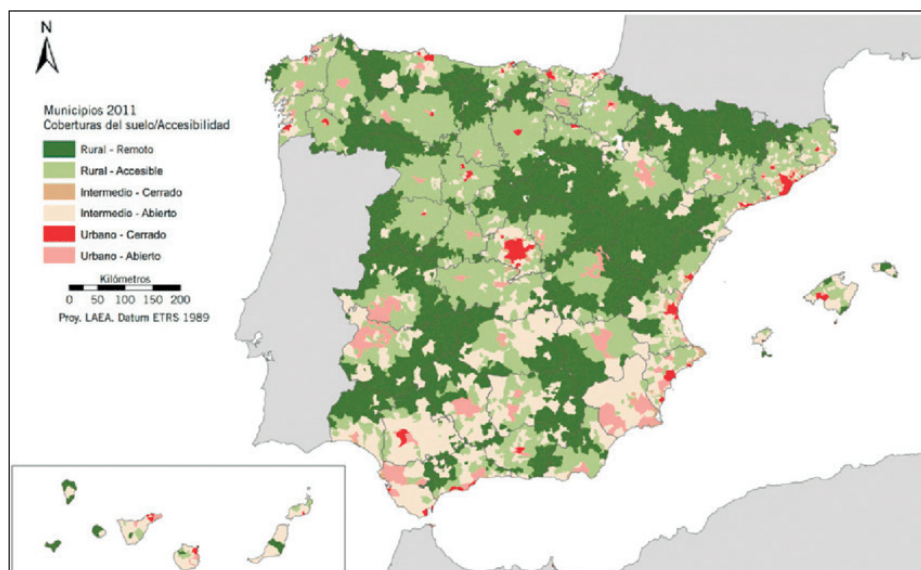 N
Municipios 2011
Coberturas del suelo/Accesibilidad
Rural - Remoto
Rural - Accesible
Intermedio - Cerrado
Intermedio - Abierto
Urbano - Cerrado
Urbano - Abierto
Kilómetros
0 25 50 100 150 200
Proy. LAEA. Datum ETRS 1989